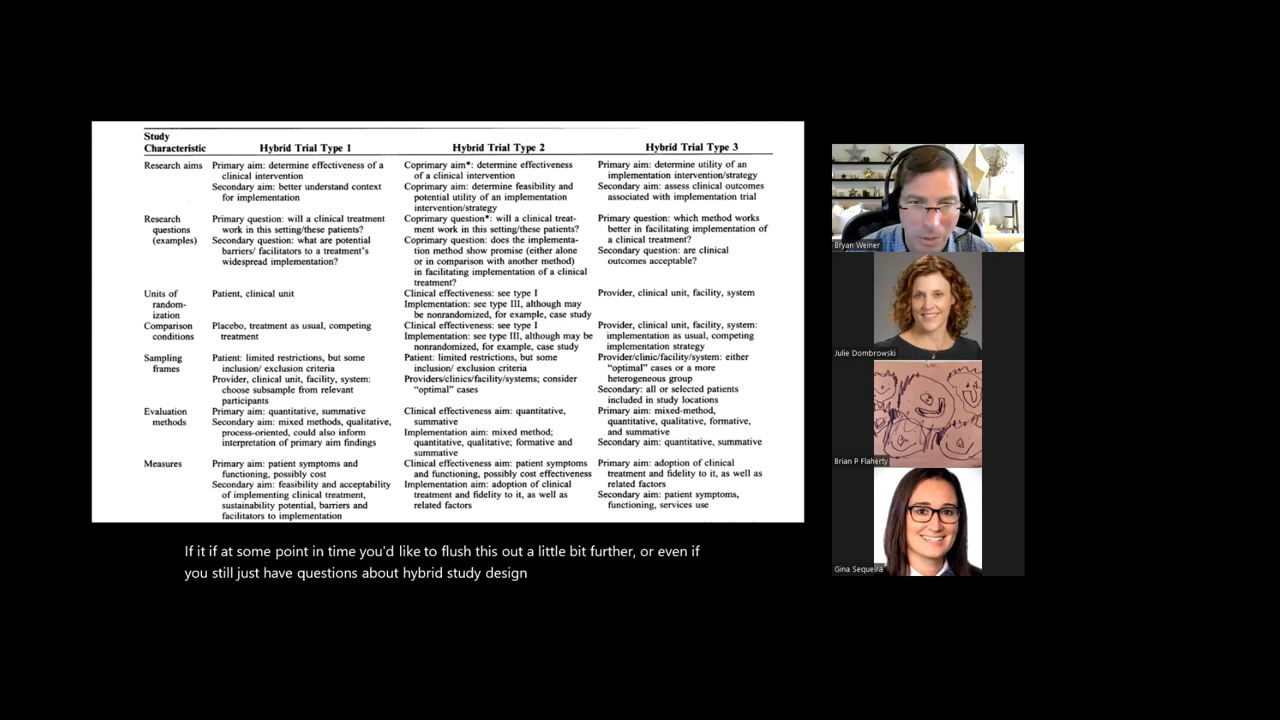 Study
Characteristic
Hybrid Trial Type 1
Hybrid Trial Type 2
Hybrid Trial Type 3
Research aims
Primary aim: determine effectiveness of a
clinical intervention
Secondary aim: better understand context
for implementation
Coprimary aim*: determine effectiveness
of a clinical intervention
Coprimary aim: determine feasibility and
potential utility of an implementation
intervention/strategy
Primary aim: determine utility of an
implementation intervention/strategy
Secondary aim: assess clinical outcomes
associated with implementation trial
Research
questions
(examples)
Primary question: will a clinical treatment
work in this setting/these patients?
Secondary question: what are potential
barriers/ facilitators to a treatment's
widespread implementation?
Coprimary question*: will a clinical treat-
ment work in this setting/these patients?
Coprimary question: does the implementa-
tion method show promise (either alone
or in comparison with another method)
in facilitating implementation of a clinical
treatment?
Primary question: which method works
better in facilitating implementation of
a clinical treatment?
Secondary question: are clinical
outcomes acceptable?
Units of
random-
ization
Patient, clinical unit
Clinical effectiveness: see type I
Implementation: see type III, although may
be nonrandomized, for example, case study
Provider, clinical unit, facility, system
Comparison
conditions
Placebo, treatment as usual, competing
treatment
Clinical effectiveness: see type I
Implementation: see type III, although may be
nonrandomized, for example, case study
Provider, clinical unit, facility, system:
implementation as usual, competing
implementation strategy
Sampling
frames
Patient: limited restrictions, but some
inclusion/ exclusion criteria
Provider, clinical unit, facility, system:
choose subsample from relevant
participants
Patient: limited restrictions, but some
inclusion/ exclusion criteria
Providers/clinics/facility/systems; consider
"optimal" cases
Provider/clinic/facility/system: either
"optimal" cases or a more
heterogeneous group
Secondary: all or selected patients
included in study locations
Evaluation
methods
Primary aim: quantitative, summative
Secondary aim: mixed methods, qualitative,
process-oriented, could also inform
interpretation of primary aim findings
Clinical effectiveness aim: quantitative,
summative
Implementation aim: mixed method;
quantitative, qualitative; formative and
summative
Primary aim: mixed-method,
quantitative, qualitative, formative,
and summative
Secondary aim: quantitative, summative
Measures
Primary aim: patient symptoms and
functioning, possibly cost
Secondary aim: feasibility and acceptability
of implementing clinical treatment,
sustainability potential, barriers and
facilitators to implementation
Clinical effectiveness aim: patient symptoms
and functioning, possibly cost effectiveness
Implementation aim: adoption of clinical
treatment and fidelity to it, as well as
related factors
Primary aim: adoption of clinical
treatment and fidelity to it, as well as
related factors
Secondary aim: patient symptoms,
functioning, services use
Bryan Weiner
Julie Dombrowski
Brian P Flaherty
Gina Sequeira
If it if at some point in time you'd like to flush this out a little bit further, or even if
you still just have questions about hybrid study design